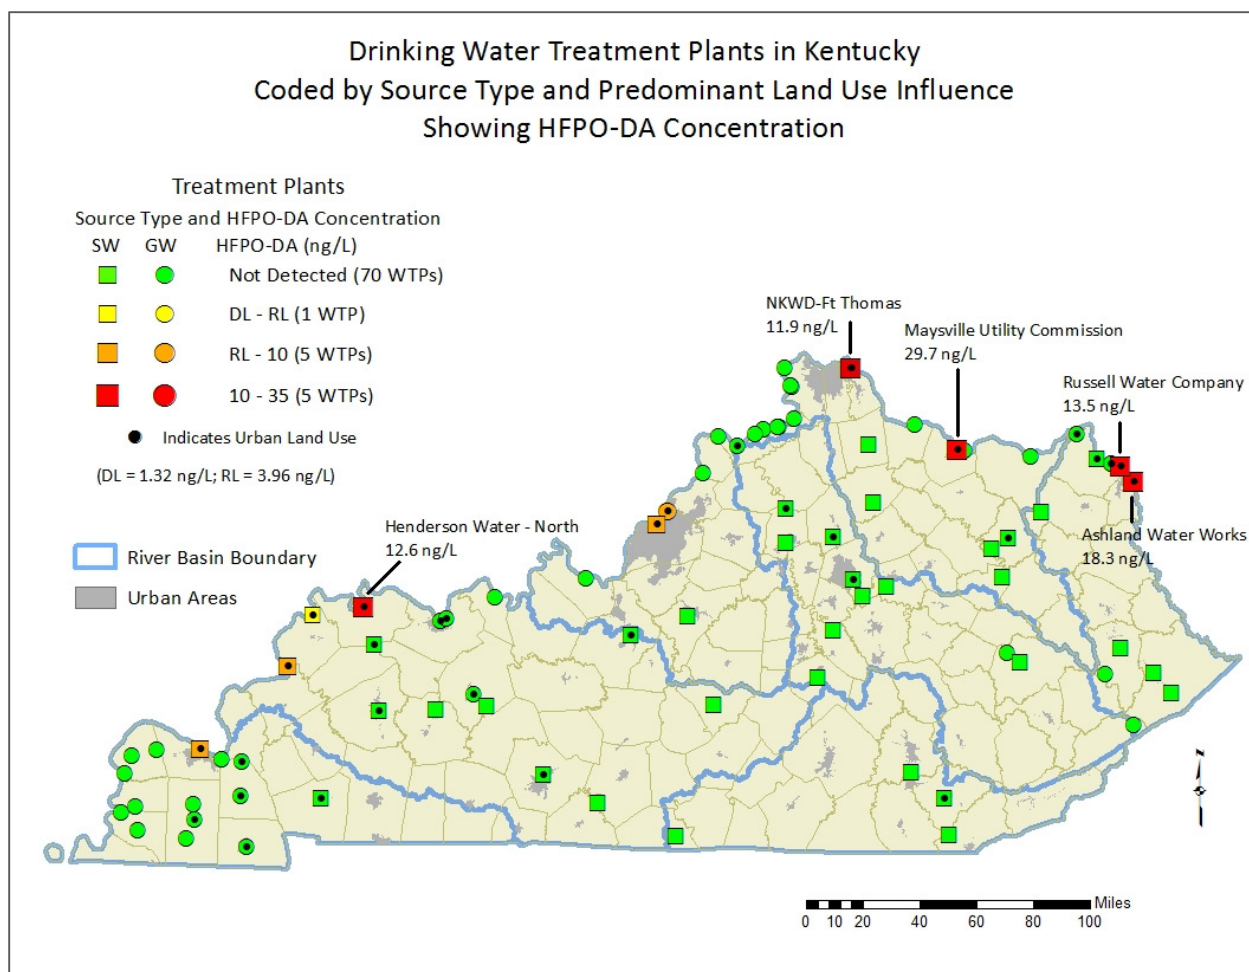 Drinking Water Treatment Plants in Kentucky
Coded by Source Type and Predominant Land Use Influence
Showing HFPO-DA Concentration
Treatment Plants
Source Type and HFPO-DA Concentration
SW GW HFPO-DA (ng/L)
Not Detected (70 WTPs)
DL - RL (1 WTP)
RL - 10 (5 WTPs)
10 - 35 (5 WTPs)
Indicates Urban Land Use
(DL = 1.32 ng/L; RL = 3.96 ng/L)
River Basin Boundary
Urban Areas
NKWD-Ft Thomas
11.9 ng/L
Maysville Utility Commission
29.7 ng/L
Russell Water Company
13.5 ng/L
Ashland Water Works
18.3 ng/L
Henderson Water - North
12.6 ng/L
N
Miles
0 20 40 60 80 100